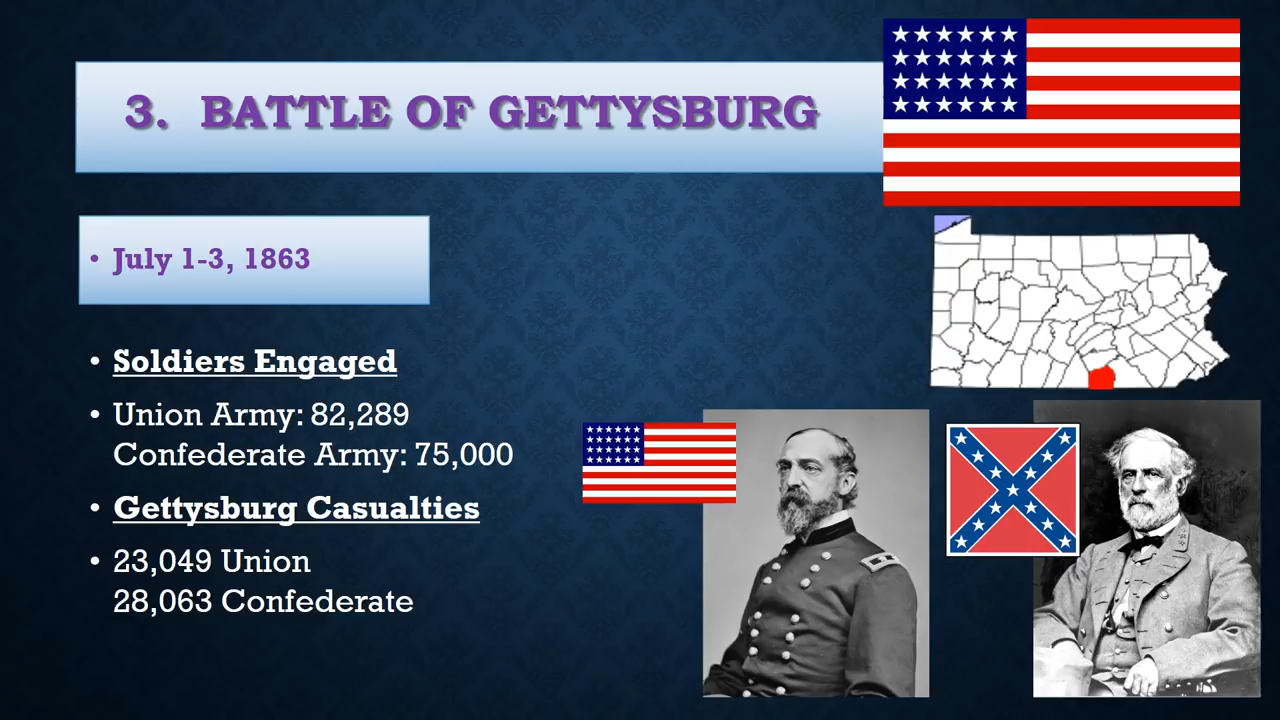 3. BATTLE OF GETTYSBURG
• July 1-3, 1863
• Soldiers Engaged
• Union Army: 82,289
Confederate Army: 75,000
• Gettysburg Casualties
• 23,049 Union
28,063 Confederate